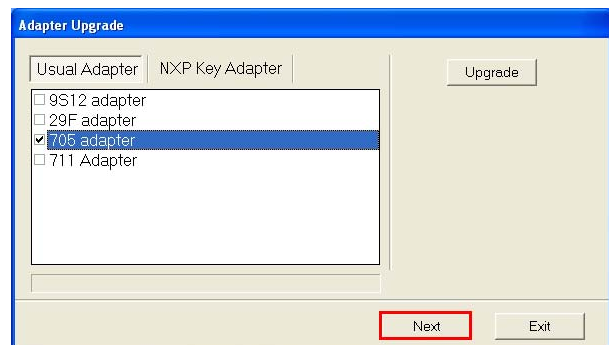 Adapter Upgrade
Usual Adapter NXP Key Adapter
Upgrade
9S12 adapter
29F adapter
705 adapter
711 Adapter
Next Exit